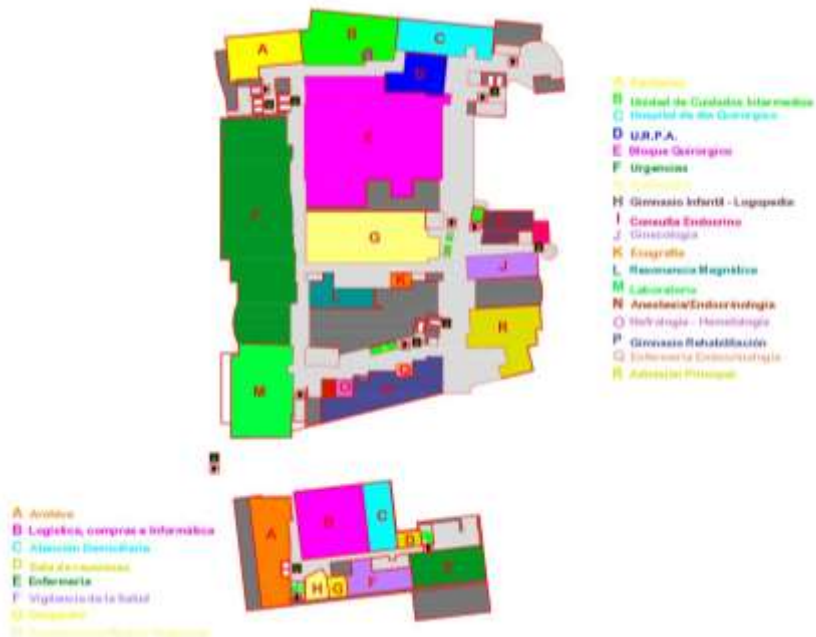 A
B
C
D
E
G
K
J
R
M
O
A
B Unidad de Cuidados Intermedios
C Hospital de día Quirúrgico
D U.R.P.A.
E Bloque Quirúrgico
F Urgencias
H Gimnasio Infantil - Logopedia
I Consulta Endocrino
J Ginecología
K Ecografía
L Resonancia Magnética
M Laboratorio
N Anestesia/Endocrinología
O Nefrología - Hematología
P Gimnasio Rehabilitación
Q Enfermería Endocrinología
R Admisión Principal
A
B
C
D
F
H
G
A Archivo
B Logística, compras e Informática
C Atención Domiciliaria
D Sala de reuniones
E Enfermería
F Vigilancia de la Salud
G Despacho